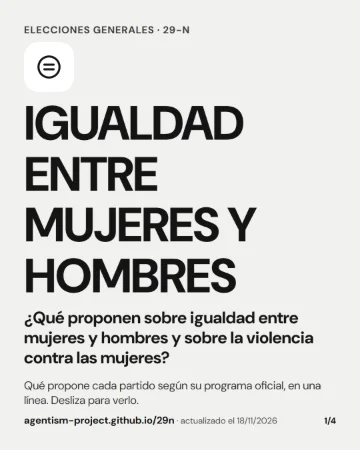 ELECCIONES GENERALES · 29-N
IGUALDAD
ENTRE
MUJERES Y
HOMBRES
¿Qué proponen sobre igualdad entre
mujeres y hombres y sobre la violencia
contra las mujeres?
Qué propone cada partido según su programa oficial, en una
línea. Desliza para verlo.
agentism-project.github.io/29n · actualizado el 18/11/2026 1/4